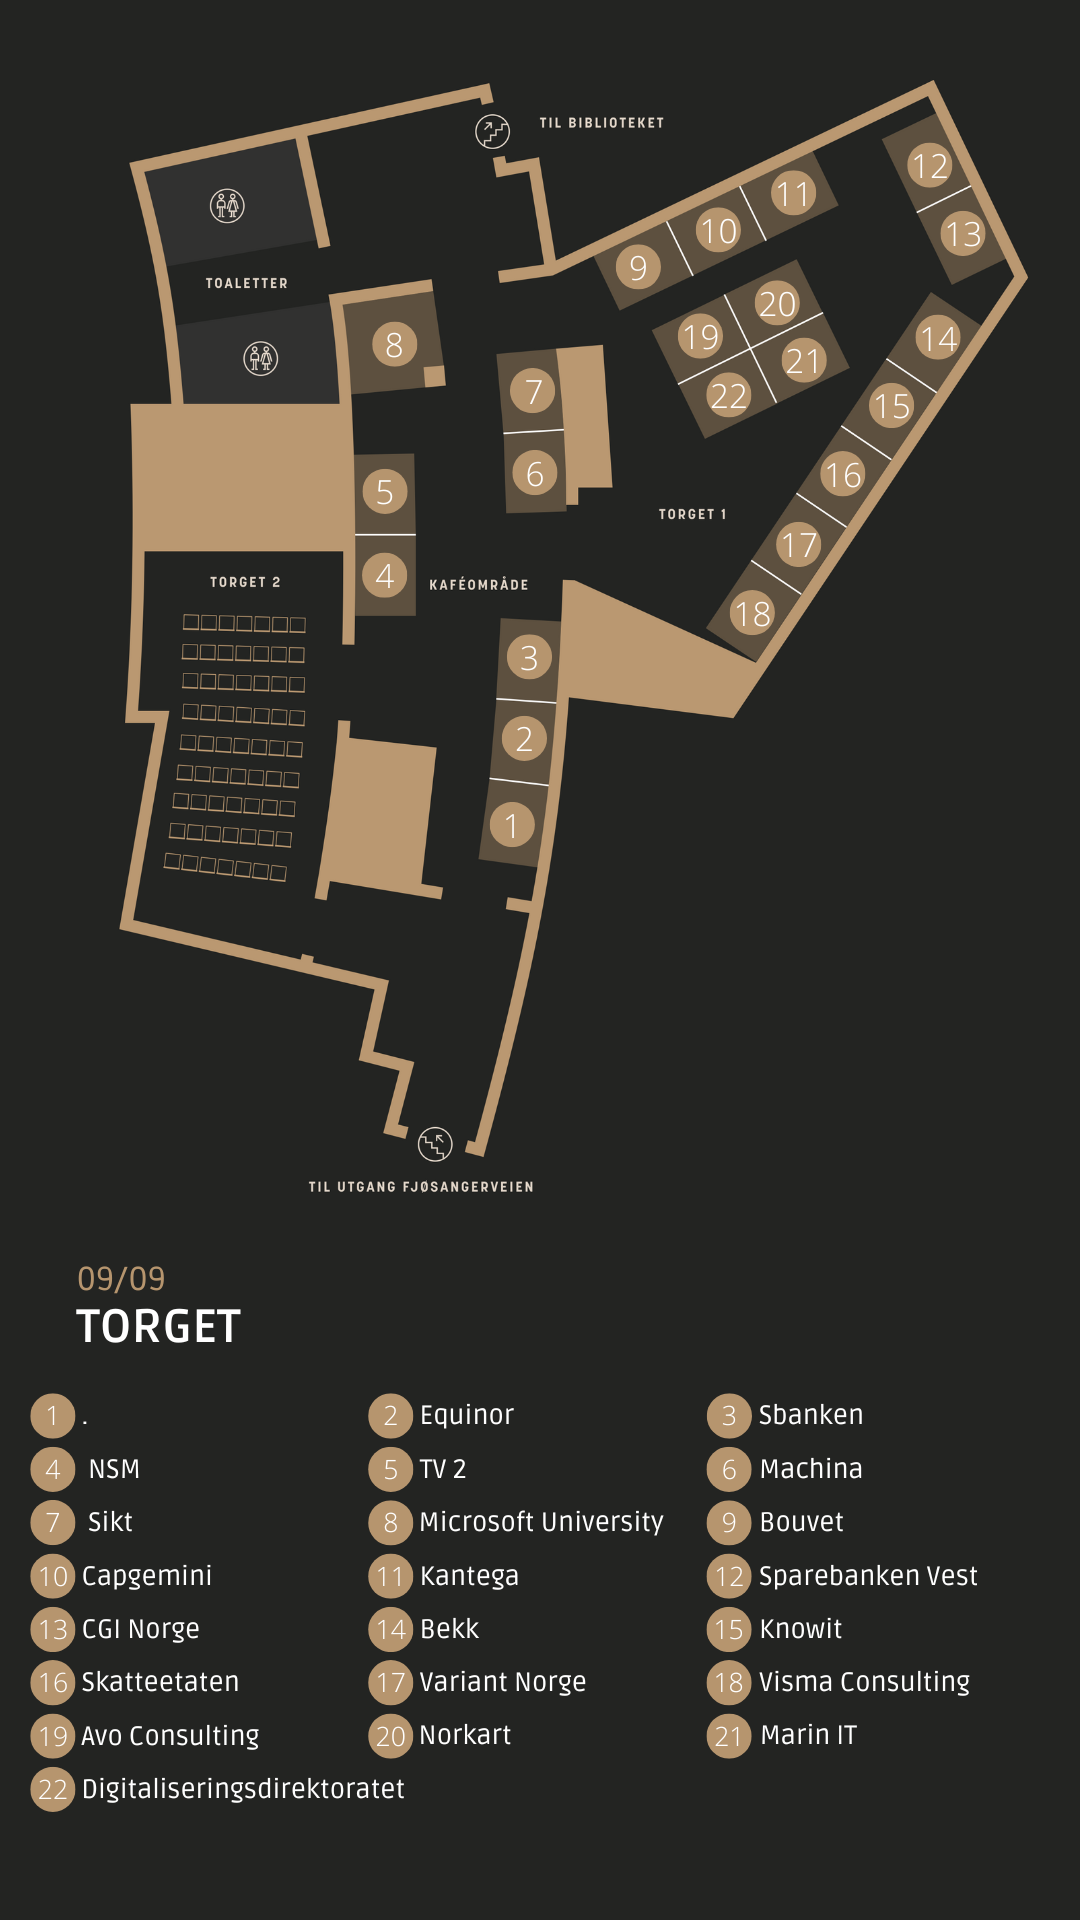 TIL BIBLIOTEKET
12
11
13
10
9
TOALETTER
20
19
14
8
21
7
22
15
6
16
5
TORGET 1
17
4
TORGET 2
KAFÉOMRÅDE
18
3
2
1
TIL UTGANG FJØSANGERVEIEN
09/09
TORGET
1 .
2 Equinor
3 Sbanken
4 NSM
5 TV 2
6 Machina
7 Sikt
8 Microsoft University
9 Bouvet
10 Capgemini
11 Kantega
12 Sparebanken Vest
13 CGI Norge
14 Bekk
15 Knowit
16 Skatteetaten
17 Variant Norge
18 Visma Consulting
19 Avo Consulting
20 Norkart
21 Marin IT
22 Digitaliseringsdirektoratet